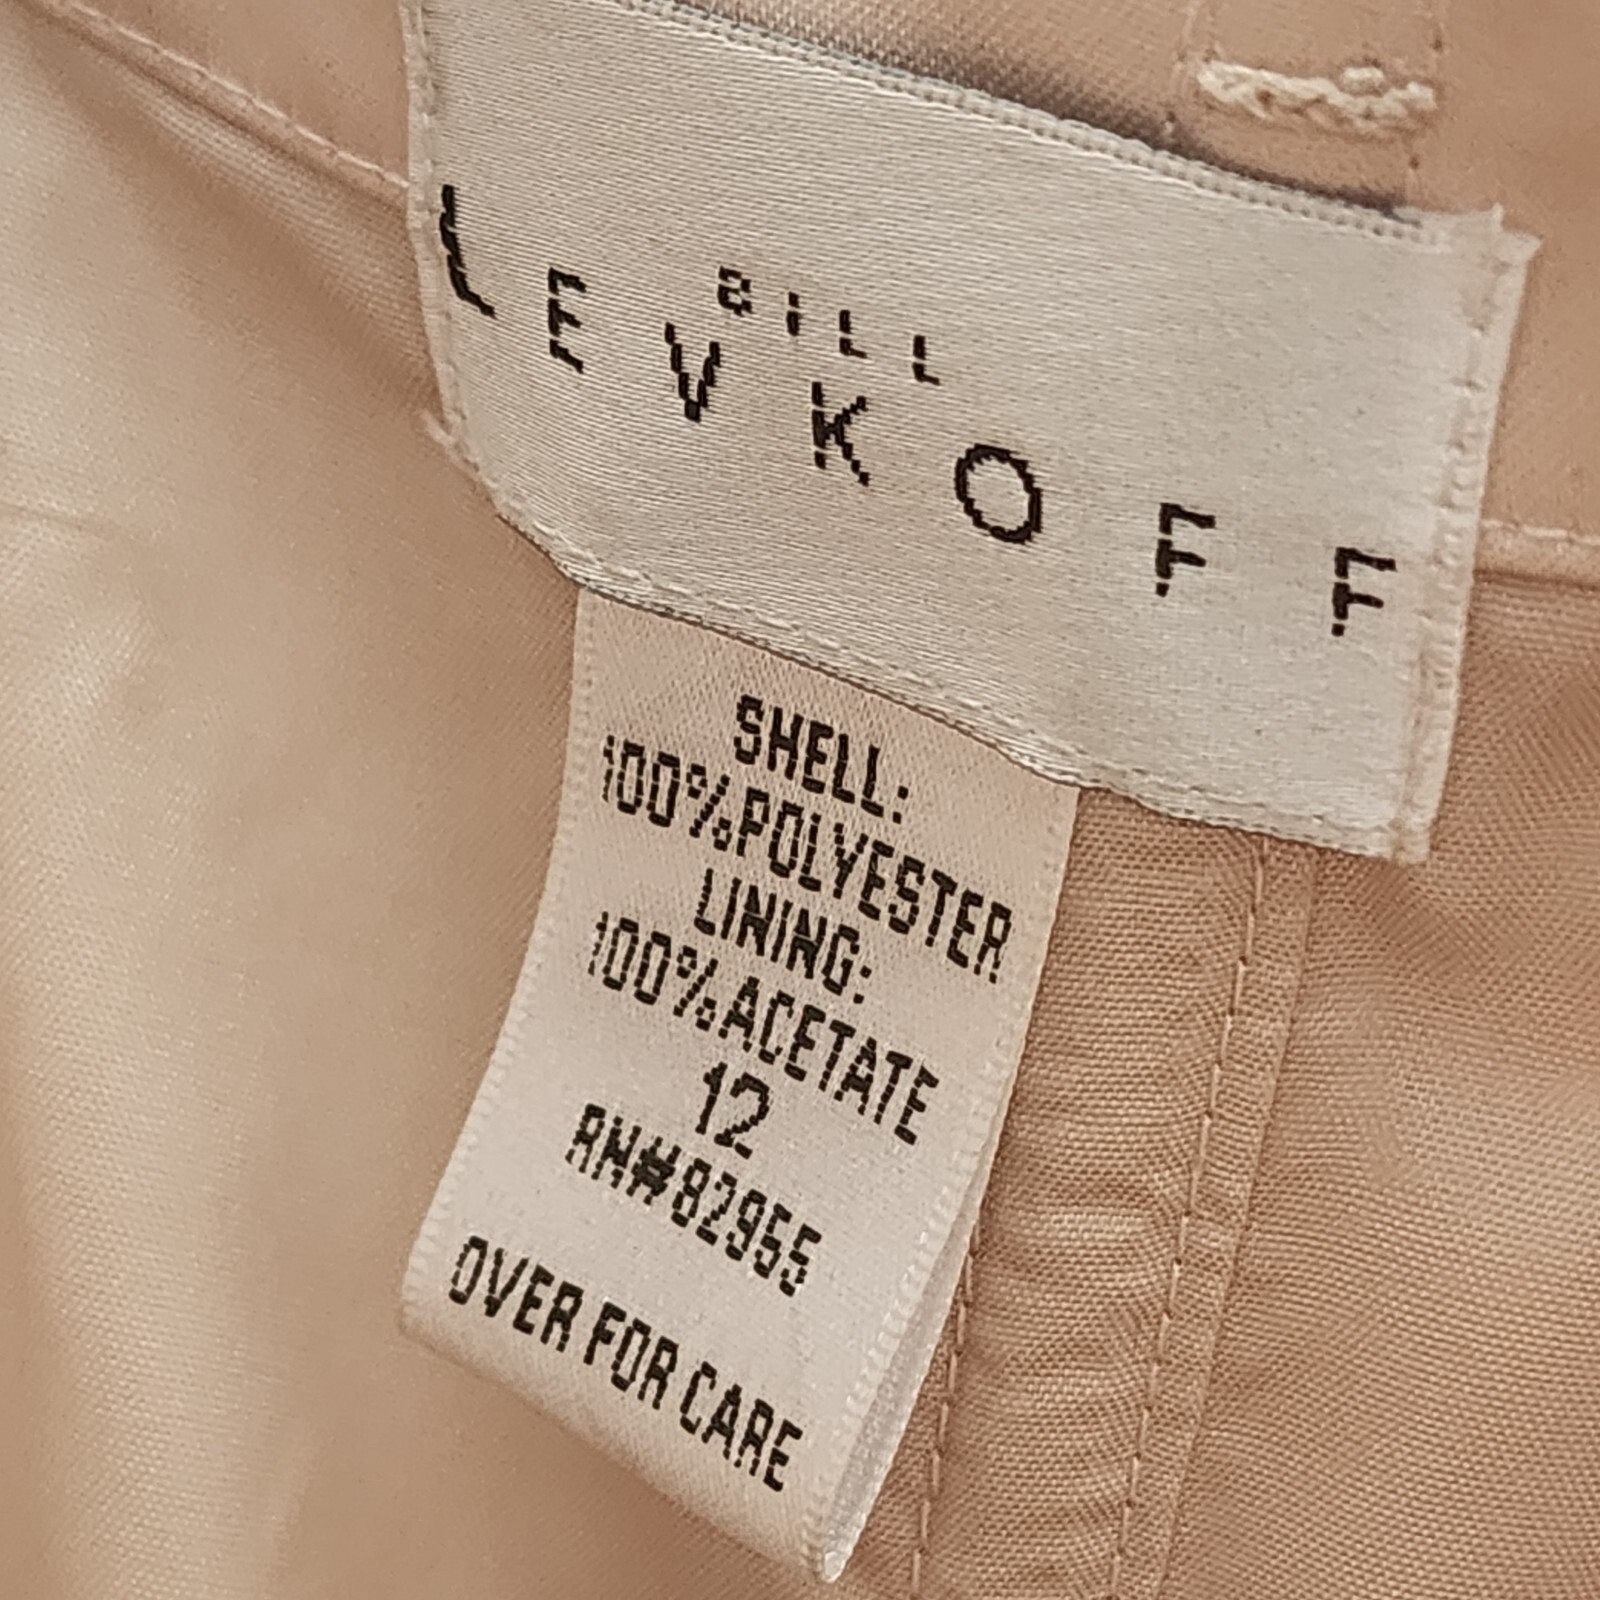 BILL
LEVKOFF
SHELL:
100%POLYESTER
LINING:
100%ACETATE
12
RN#82955
OVER FOR CARE